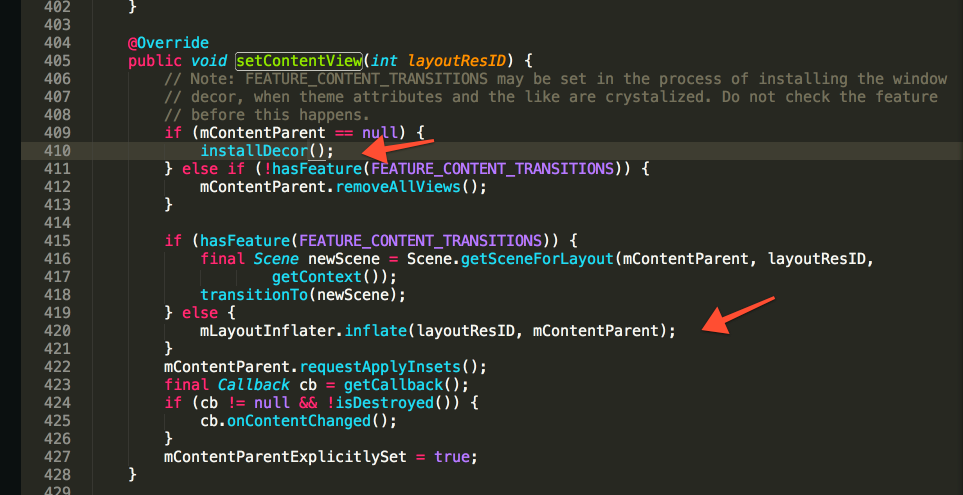 402 }
403
404 @Override
405 public void setContentView(int layoutResID) {
406 // Note: FEATURE_CONTENT_TRANSITIONS may be set in the process of installing the window
407 // decor, when theme attributes and the like are crystalized. Do not check the feature
408 // before this happens.
409 if (mContentParent == null) {
410 installDecor();
411 } else if (!hasFeature(FEATURE_CONTENT_TRANSITIONS)) {
412 mContentParent.removeAllViews();
413 }
414
415 if (hasFeature(FEATURE_CONTENT_TRANSITIONS)) {
416 final Scene newScene = Scene.getSceneForLayout(mContentParent, layoutResID,
417 getContext());
418 transitionTo(newScene);
419 } else {
420 mLayoutInflater.inflate(layoutResID, mContentParent);
421 }
422 mContentParent.requestApplyInsets();
423 final Callback cb = getCallback();
424 if (cb != null && !isDestroyed()) {
425 cb.onContentChanged();
426 }
427 mContentParentExplicitlySet = true;
428 }
429